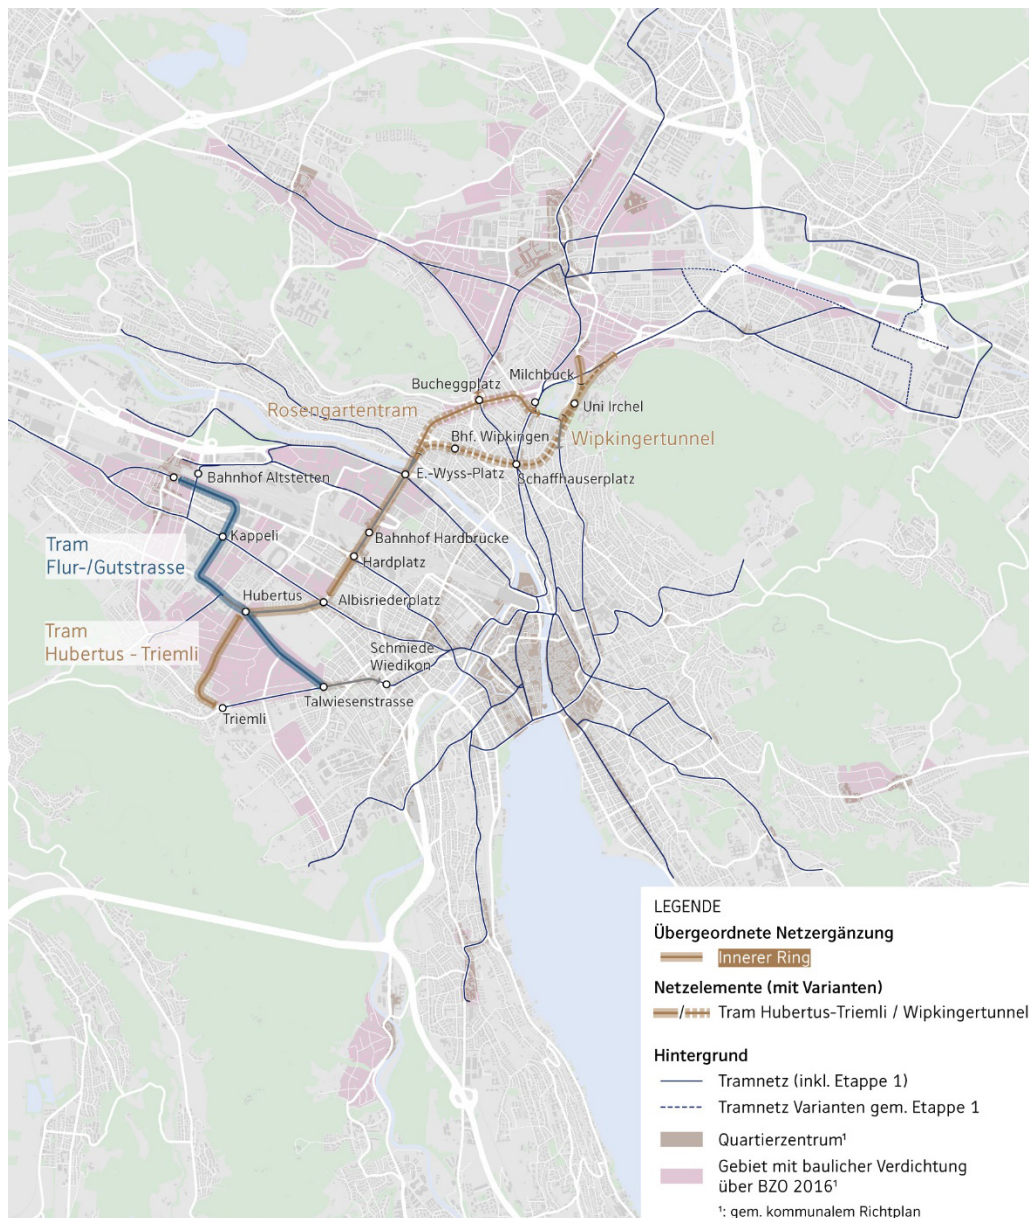 Milchbuck
Bucheggplatz
Rosengartentram
Uni Irchel
Bhf. Wipkingen
Wipkingertunnel
E.-Wyss-Platz
Schaffhauserplatz
Bahnhof Altstetten
Kappeli
Bahnhof Hardbrücke
Tram
Flur-/Gutstrasse
Hardplatz
Hubertus
Albisriederplatz
Tram
Hubertus - Triemli
Schmiede
Wiedikon
Talwiesenstrasse
Triemli
LEGENDE
Übergeordnete Netzergänzung
Innerer Ring
Netzelemente (mit Varianten)
/ Tram Hubertus-Triemli / Wipkingertunnel
Hintergrund
Tramnetz (inkl. Etappe 1)
Tramnetz Varianten gem. Etappe 1
Quartierzentrum¹
Gebiet mit baulicher Verdichtung
über BZO 2016¹
¹: gem. kommunalem Richtplan